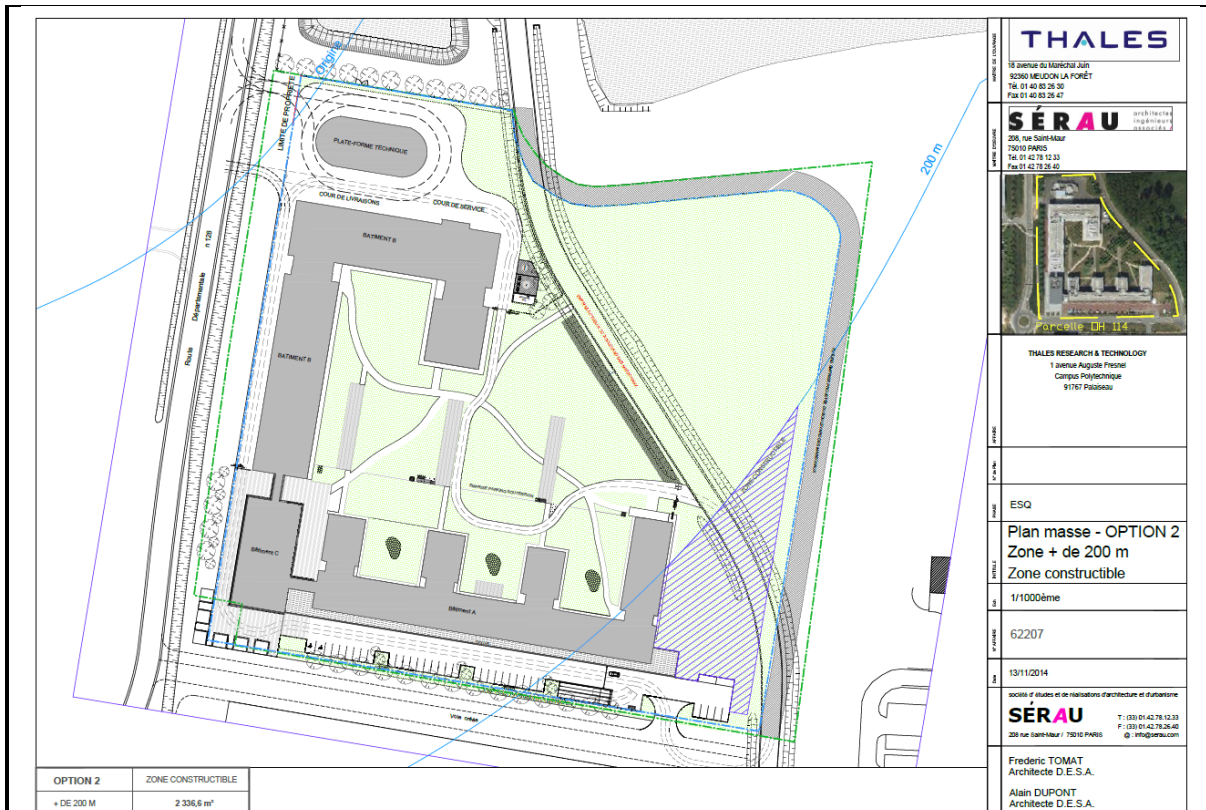 Origine
200 m
LIMITE DE PROPRIETE
PLATE-FORME TECHNIQUE
COUR DE LIVRAISONS
COUR DE SERVICE
BATIMENT B
Route Départementale n 128
BATIMENT B
ZONE CONSTRUCTIBLE
Bâtiment C
Bâtiment A
Voie créée
OPTION 2
ZONE CONSTRUCTIBLE
+ DE 200 M
2 336,6 m²
THALES
18 avenue du Maréchal Juin
92360 MEUDON LA FORÊT
Tél. 01 40 83 26 30
Fax 01 40 83 26 47
SÉRAU
architectes
ingénieurs
associés
208, rue Saint-Maur
75010 PARIS
Tél. 01 42 78 12 33
Fax 01 42 78 26 40
Parcelle DH 114
THALES RESEARCH & TECHNOLOGY
1 avenue Auguste Fresnel
Campus Polytechnique
91767 Palaiseau
ESQ
Plan masse - OPTION 2
Zone + de 200 m
Zone constructible
1/1000ème
62207
13/11/2014
société d'études et de réalisations d'architecture et d'urbanisme
SÉRAU
T : (33) 01.42.78.12.33
F : (33) 01.42.78.26.40
208 rue Saint-Maur / 75010 PARIS
@ : info@serau.com
Frederic TOMAT
Architecte D.E.S.A.
Alain DUPONT
Architecte D.E.S.A.